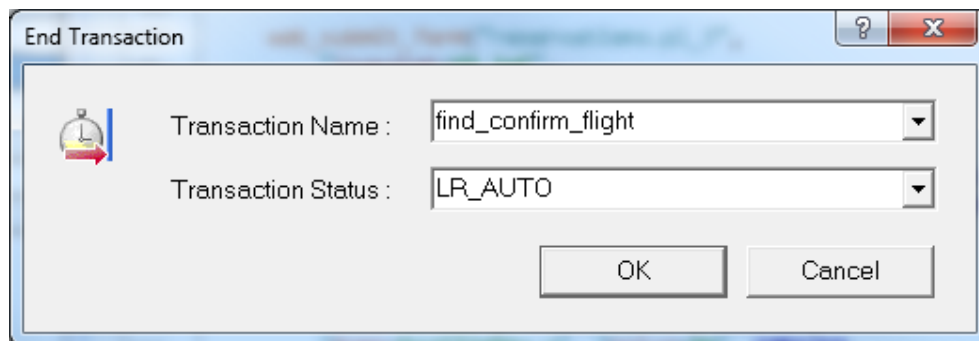 End Transaction
?
Transaction Name :
find_confirm_flight
Transaction Status :
LR_AUTO
OK
Cancel